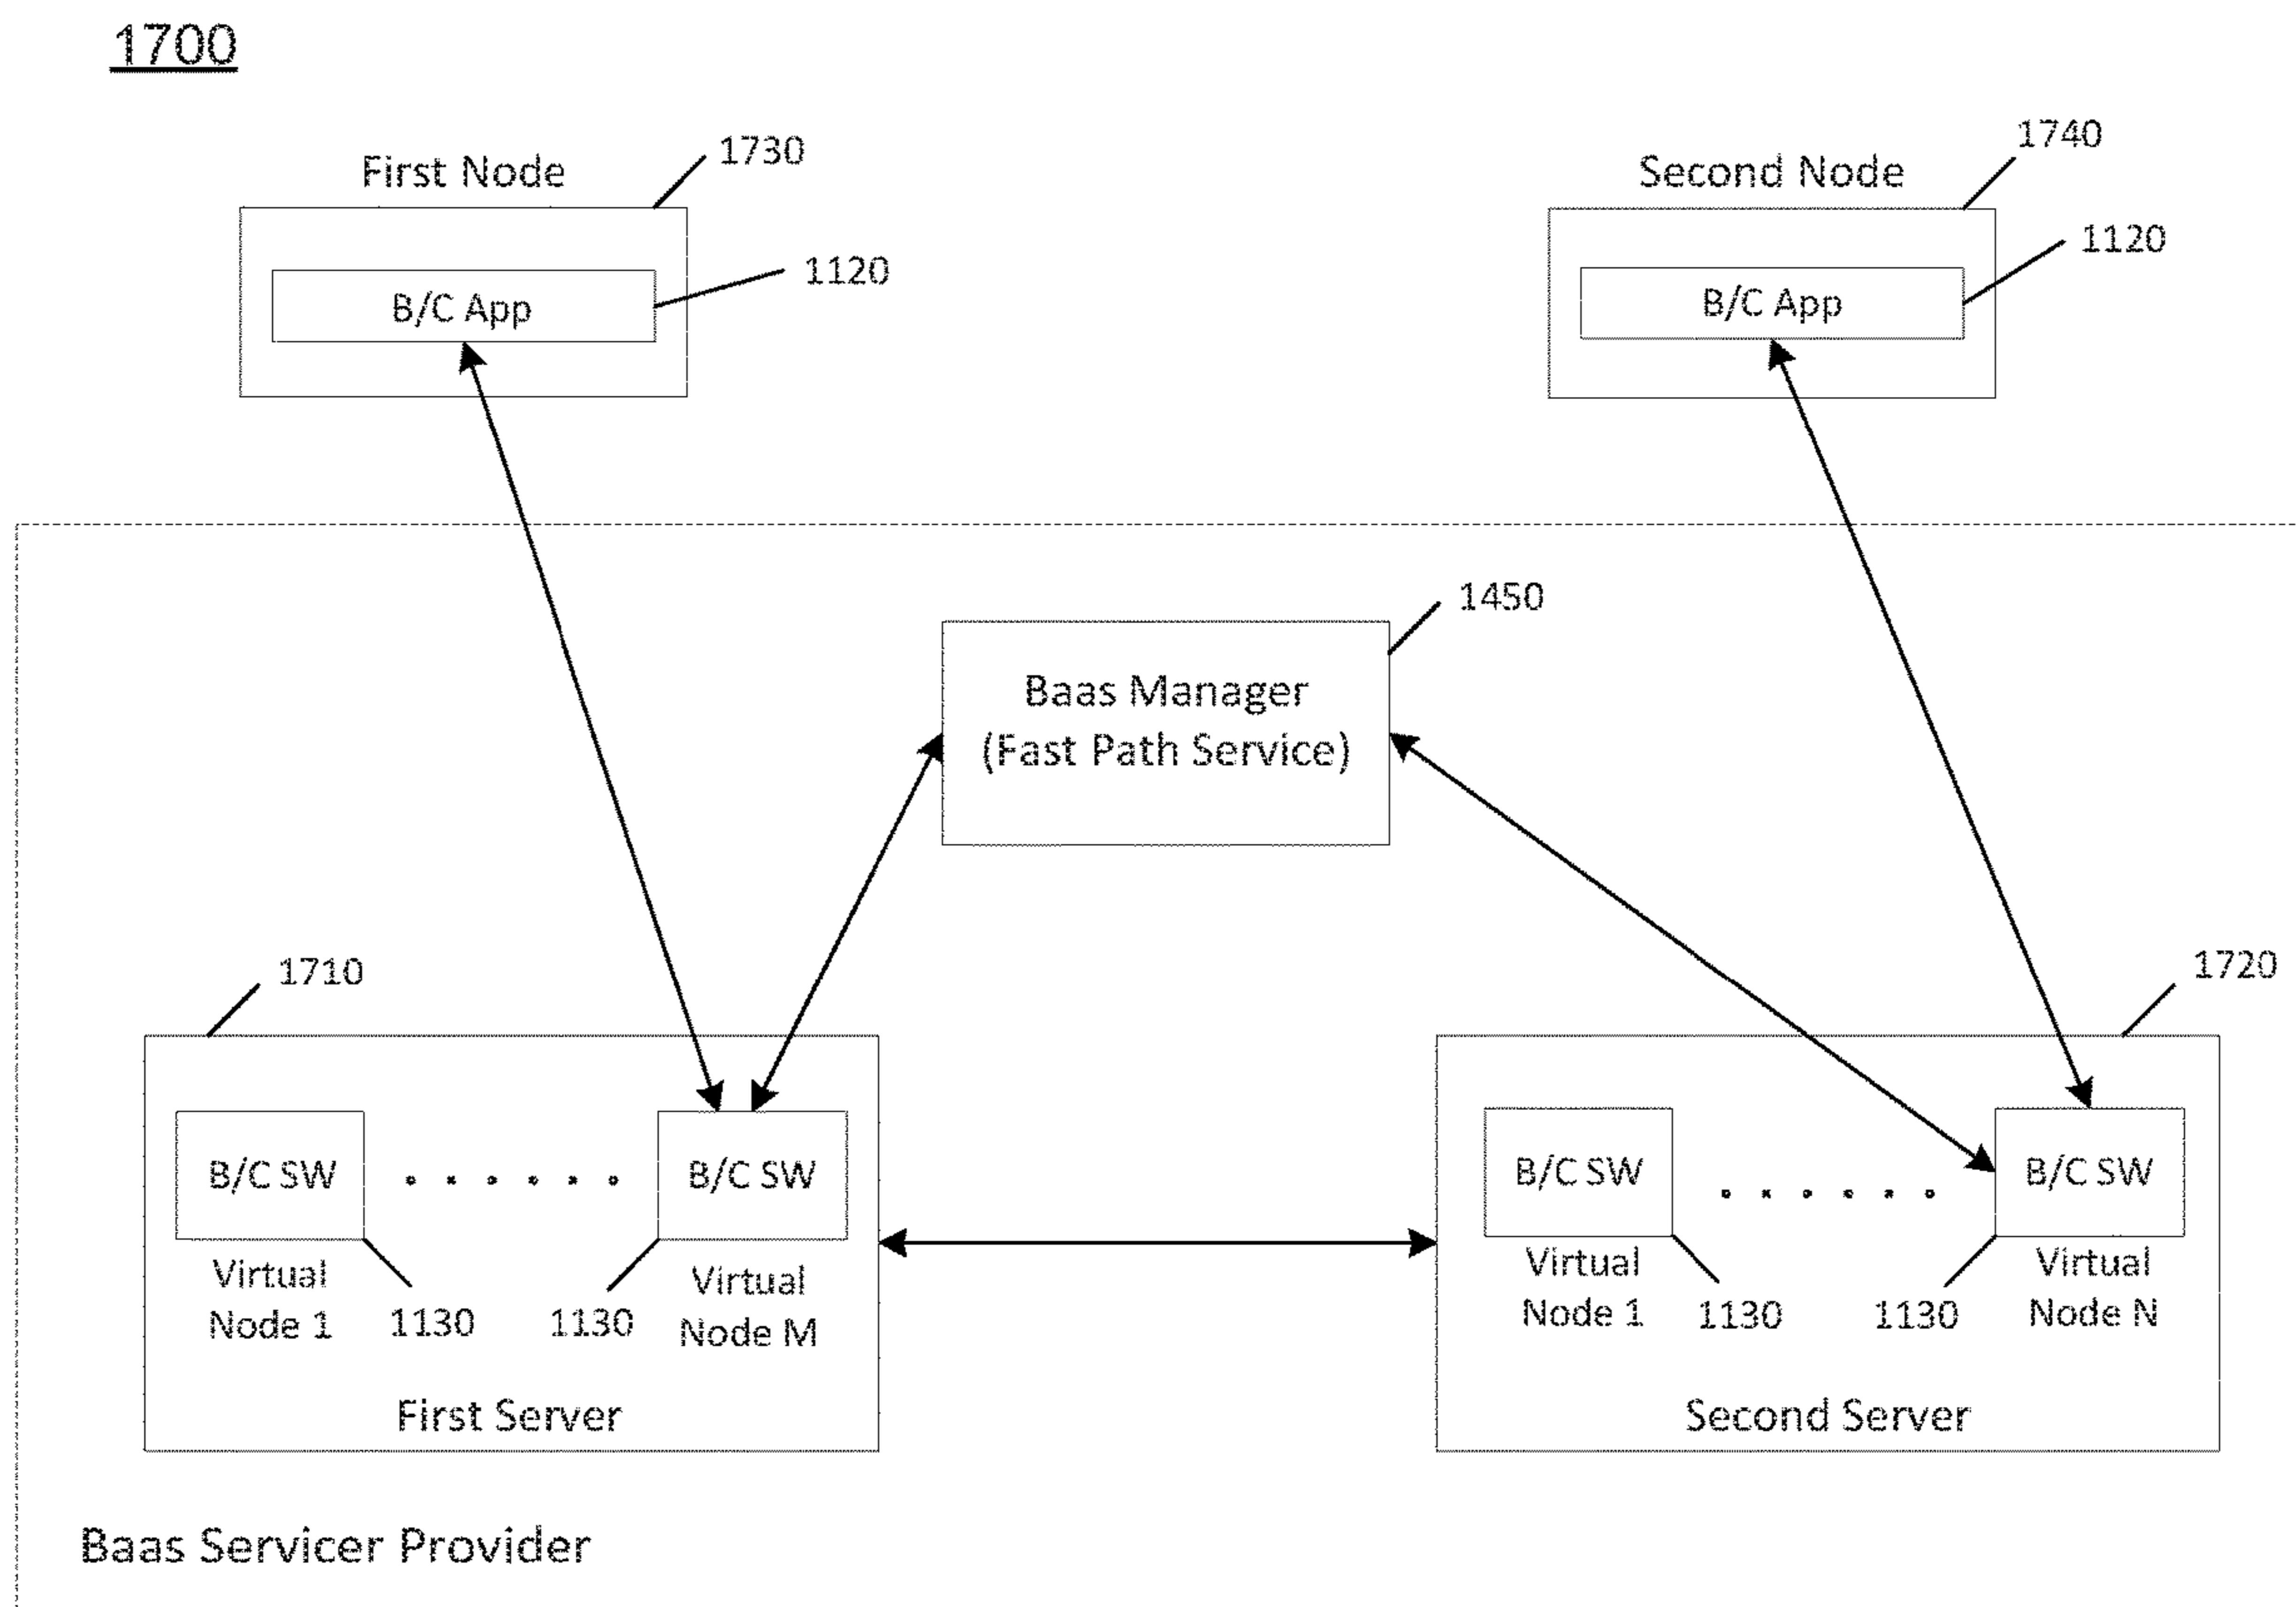 1700
First Node
1730
B/C App
1120
Second Node
1740
B/C App
1120
1450
Baas Manager
(Fast Path Service)
1710
B/C SW
B/C SW
Virtual
Node 1
1130
1130
Virtual
Node M
First Server
1720
B/C SW
B/C SW
Virtual
Node 1
1130
1130
Virtual
Node N
Second Server
Baas Servicer Provider